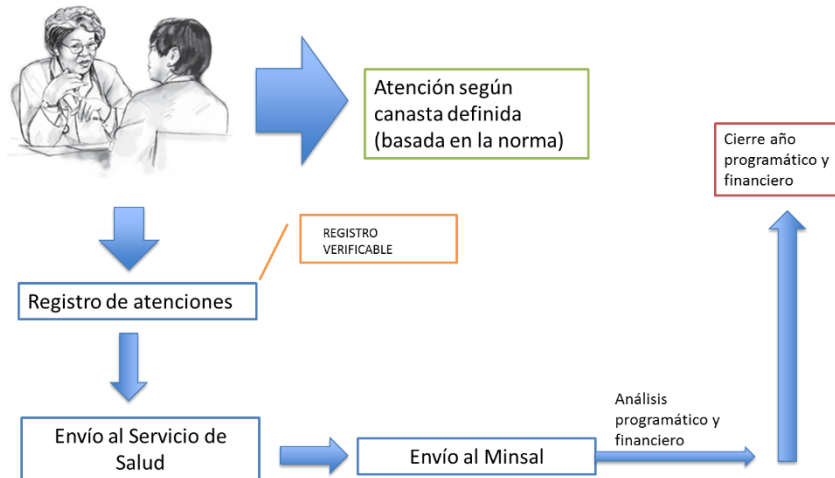 Atención según
canasta definida
(basada en la norma)
Cierre año
programático y
financiero
REGISTRO
VERIFICABLE
Registro de atenciones
Envío al Servicio de
Salud
Envío al Minsal
Análisis
programático y
financiero